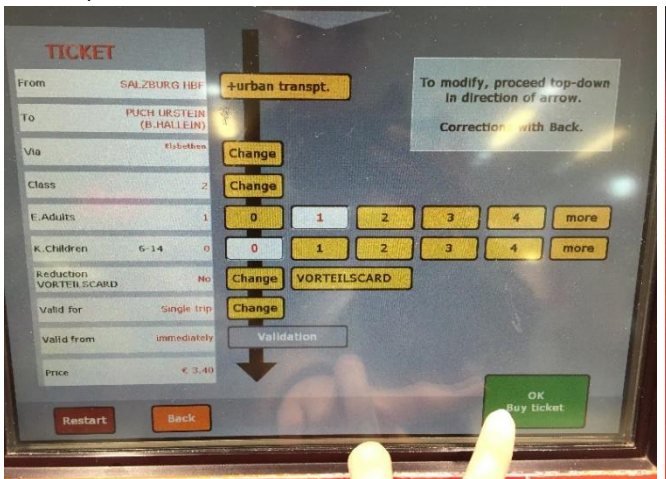 TICKET
From SALZBURG HBF +urban transpt.
To modify, proceed top-down
in direction of arrow.
Corrections with Back.
To PUCH URSTEIN
(B.HALLEIN)
Via Elsbethen Change
Class 2 Change
E.Adults 1 0 1 2 3 4 more
K.Children 6-14 0 0 1 2 3 4 more
Reduction
VORTEILSCARD No Change VORTEILSCARD
Valid for Single trip Change
Valid from immediately Validation
Price € 3.40
Restart Back
OK
Buy ticket